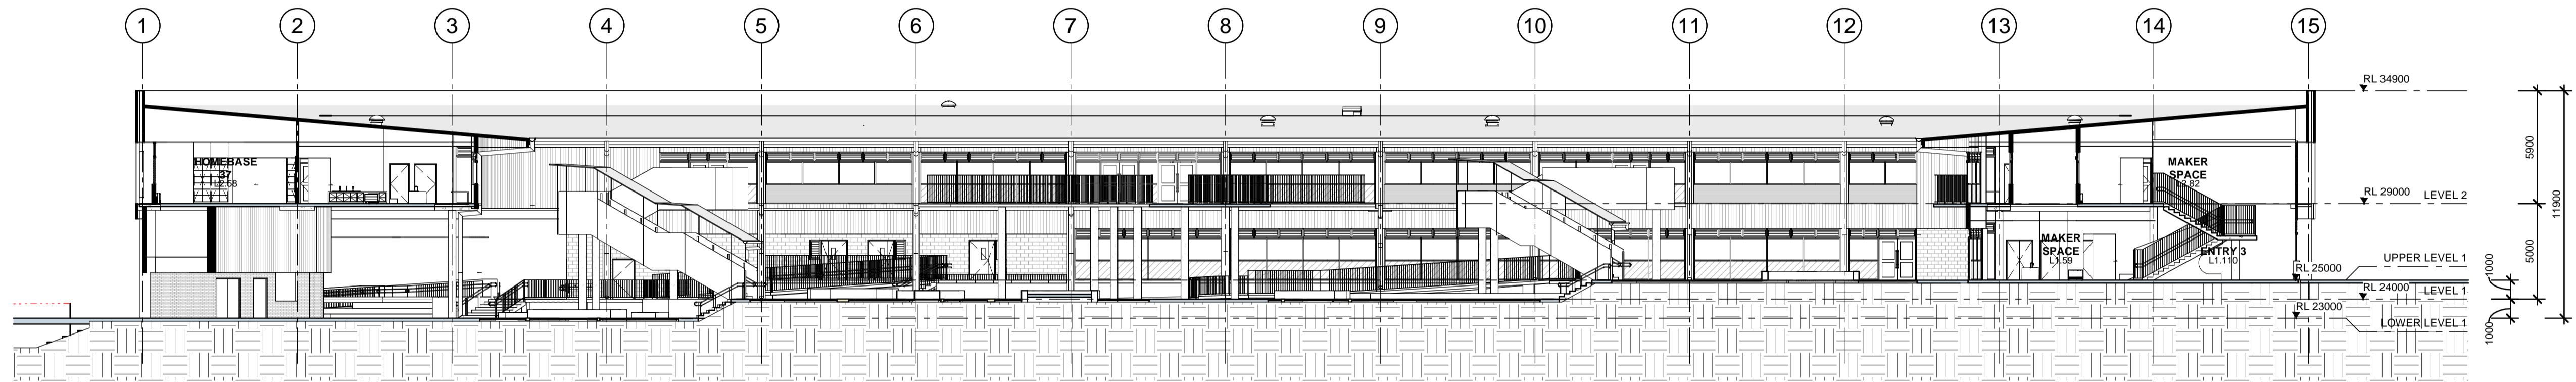 1 2 3 4 5 6 7 8 9 10 11 12 13 14 15
RL 34900
HOMEBASE
37
L2.58
MAKER
SPACE
L2.82
RL 29000
LEVEL 2
5900
11900
5000
MAKER
SPACE
L1.59
ENTRY 3
L1.110
UPPER LEVEL 1
RL 25000
1000
RL 24000
LEVEL 1
RL 23000
LOWER LEVEL 1
1000